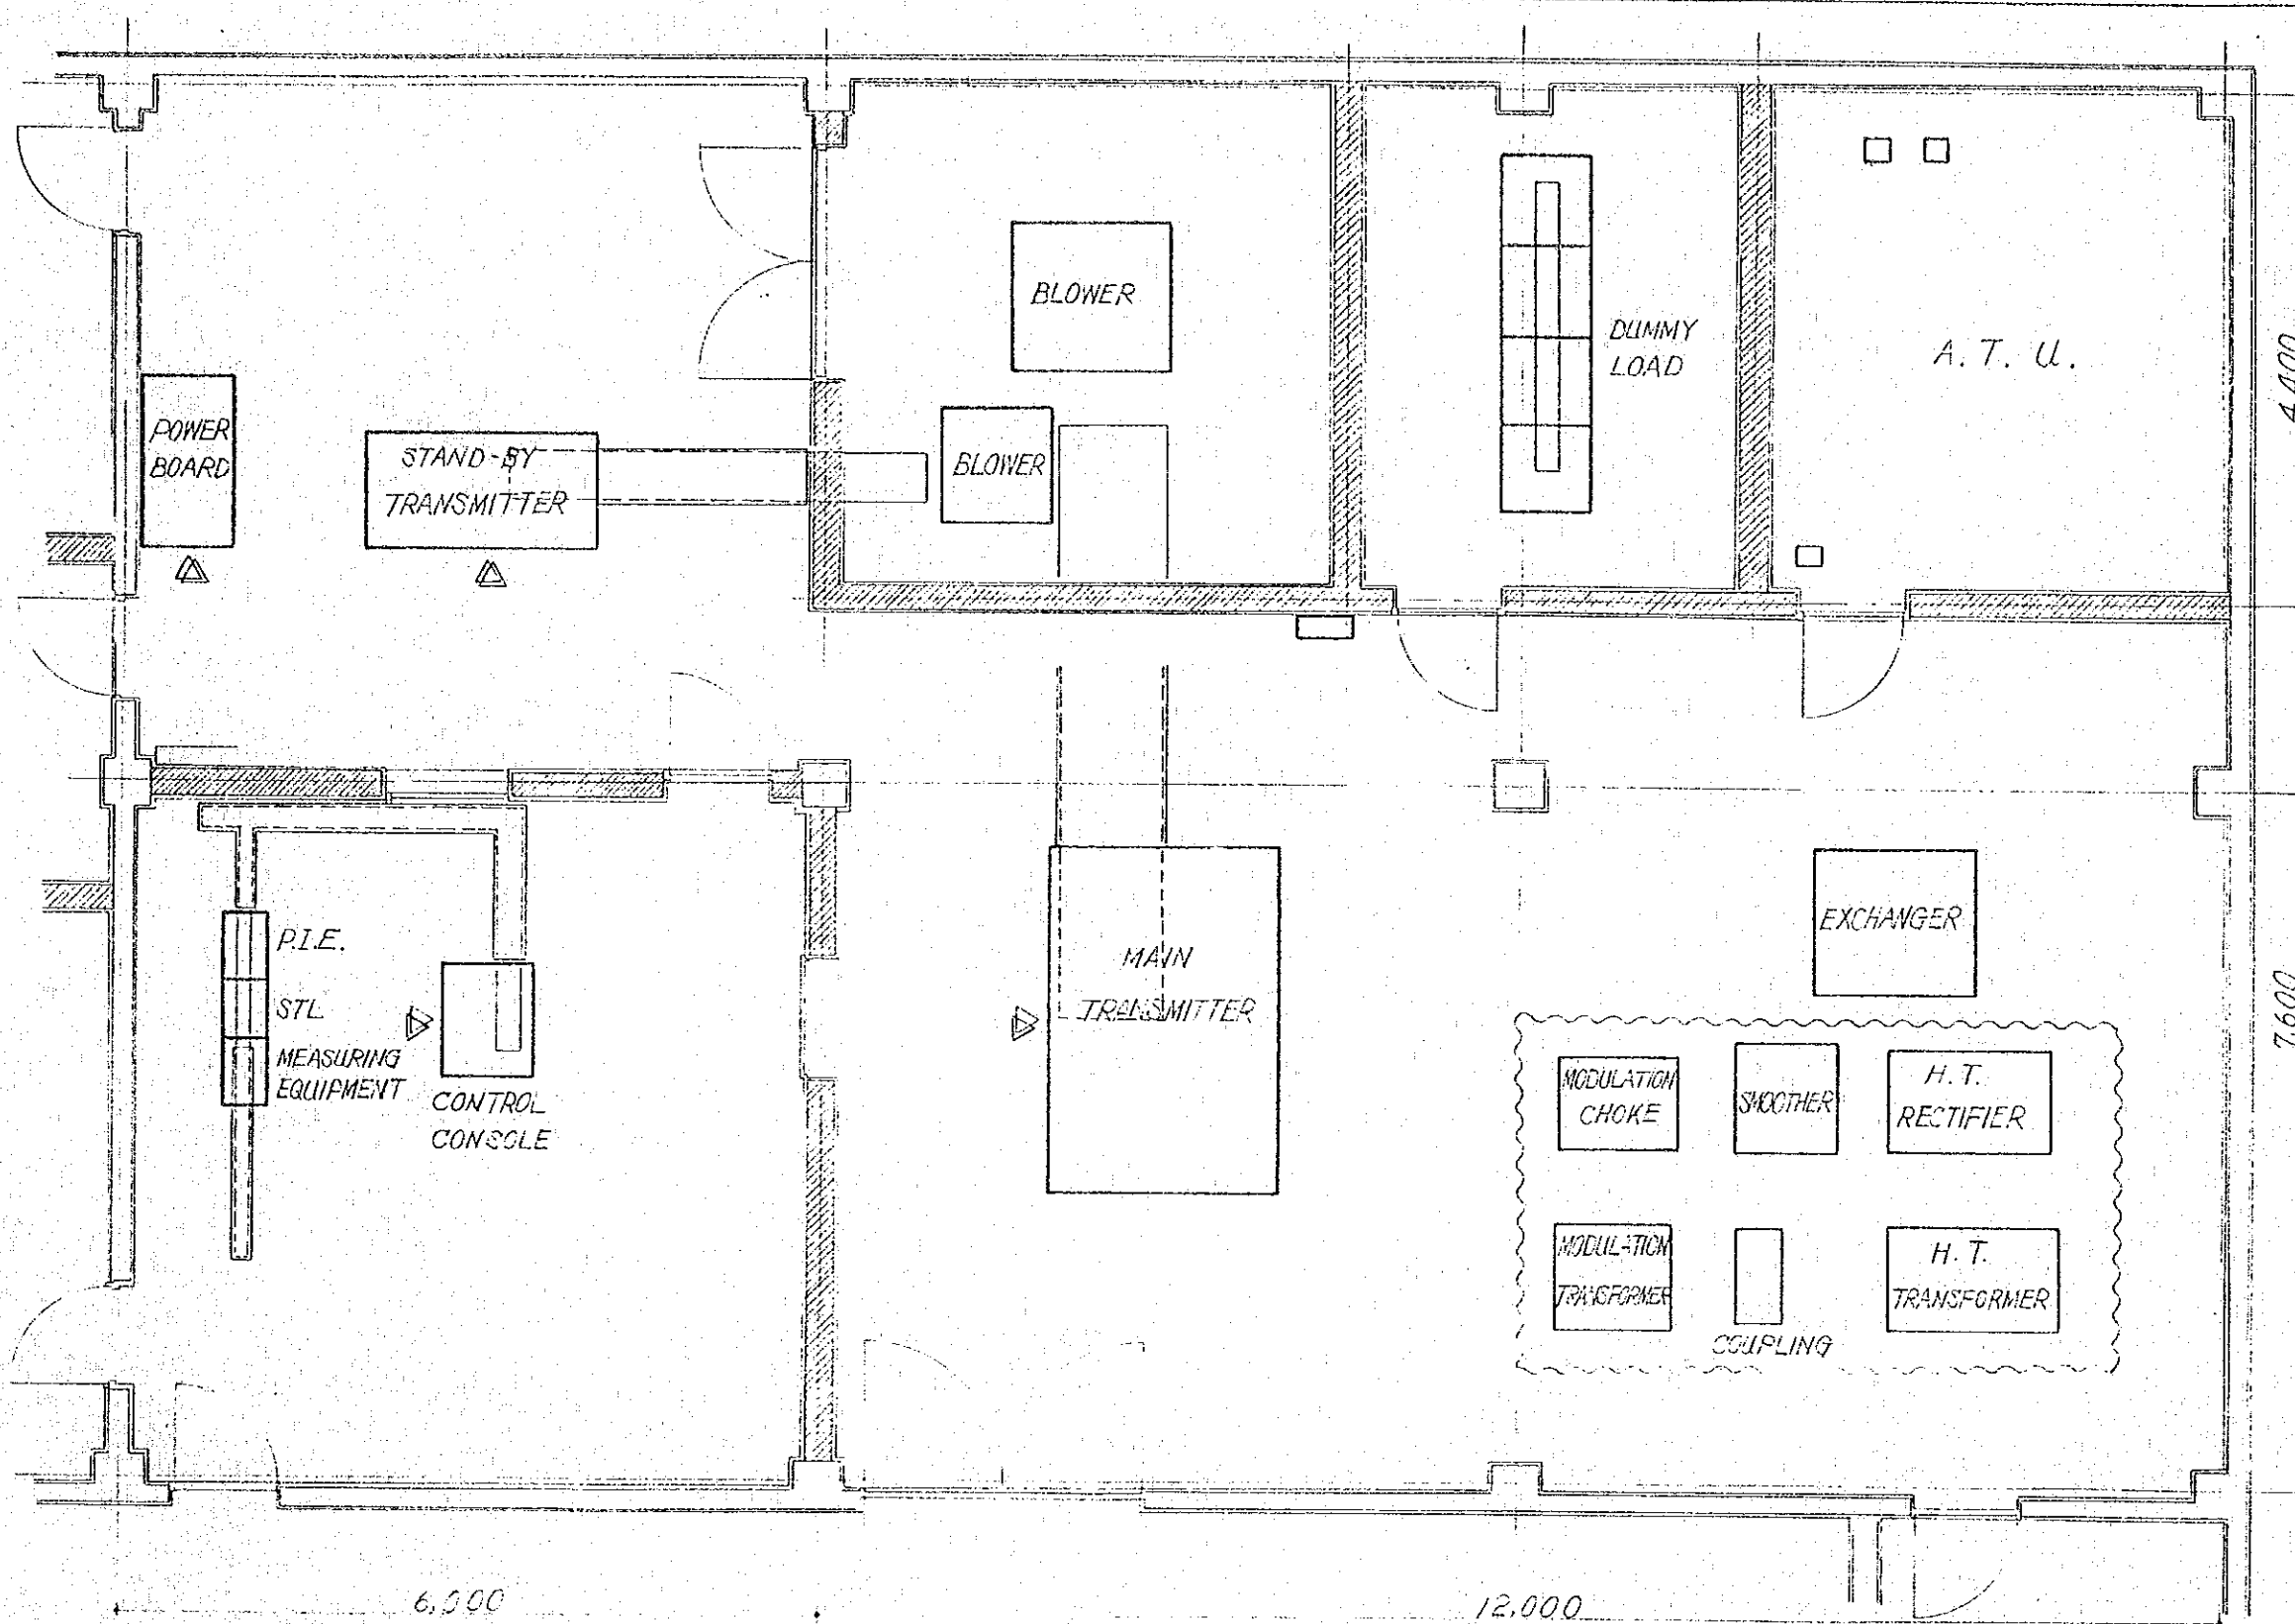 BLOWER
DUMMY
LOAD
A. T. U.
4,400
POWER
BOARD
STAND-BY
TRANSMITTER
BLOWER
P.I.E.
STL
MEASURING
EQUIPMENT
CONTROL
CONSOLE
MAIN
TRANSMITTER
EXCHANGER
7,600
MODULATION
CHOKE
SMOOTHER
H.T.
RECTIFIER
MODULATION
TRANSFORMER
COUPLING
H.T.
TRANSFORMER
6,000
12,000